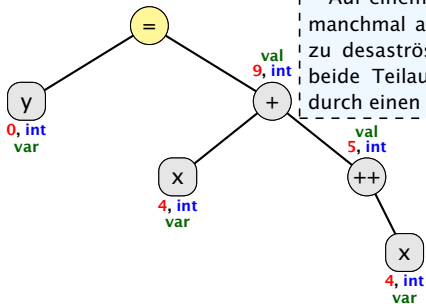 Auf einem
manchmal a
zu desaströs
beide Teilau
durch einen
=
val
9, int
+
y
0, int
var
val
5, int
++
x
4, int
var
x
4, int
var